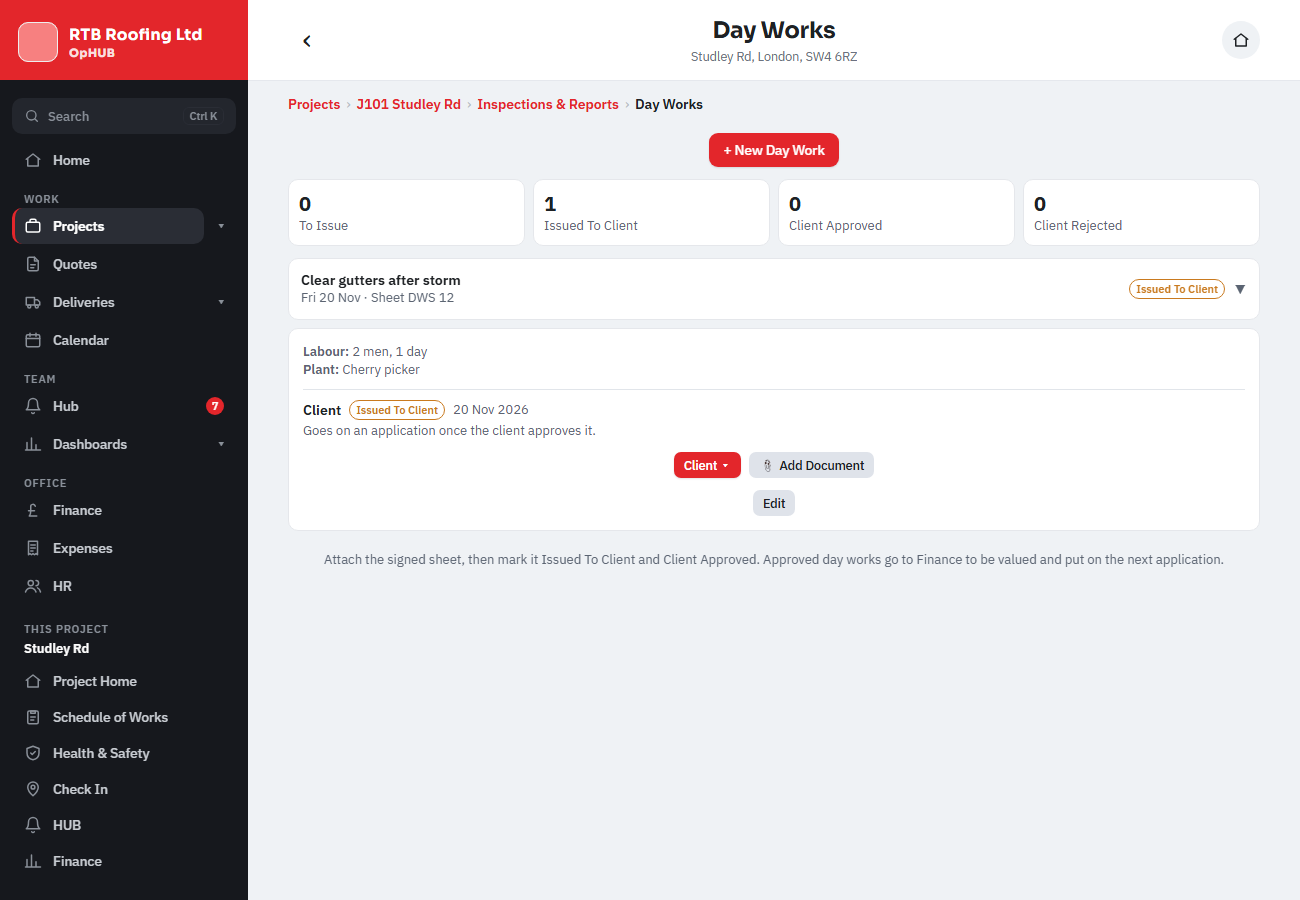 RTB Roofing Ltd
OpHUB
Search Ctrl K
Home
WORK
Projects
Quotes
Deliveries
Calendar
TEAM
Hub 7
Dashboards
OFFICE
Finance
Expenses
HR
THIS PROJECT
Studley Rd
Project Home
Schedule of Works
Health & Safety
Check In
HUB
Finance
Day Works
Studley Rd, London, SW4 6RZ
Projects › J101 Studley Rd › Inspections & Reports › Day Works
+ New Day Work
0
To Issue
1
Issued To Client
0
Client Approved
0
Client Rejected
Clear gutters after storm
Fri 20 Nov · Sheet DWS 12
Issued To Client
Labour: 2 men, 1 day
Plant: Cherry picker
Client Issued To Client 20 Nov 2026
Goes on an application once the client approves it.
Client Add Document
Edit
Attach the signed sheet, then mark it Issued To Client and Client Approved. Approved day works go to Finance to be valued and put on the next application.